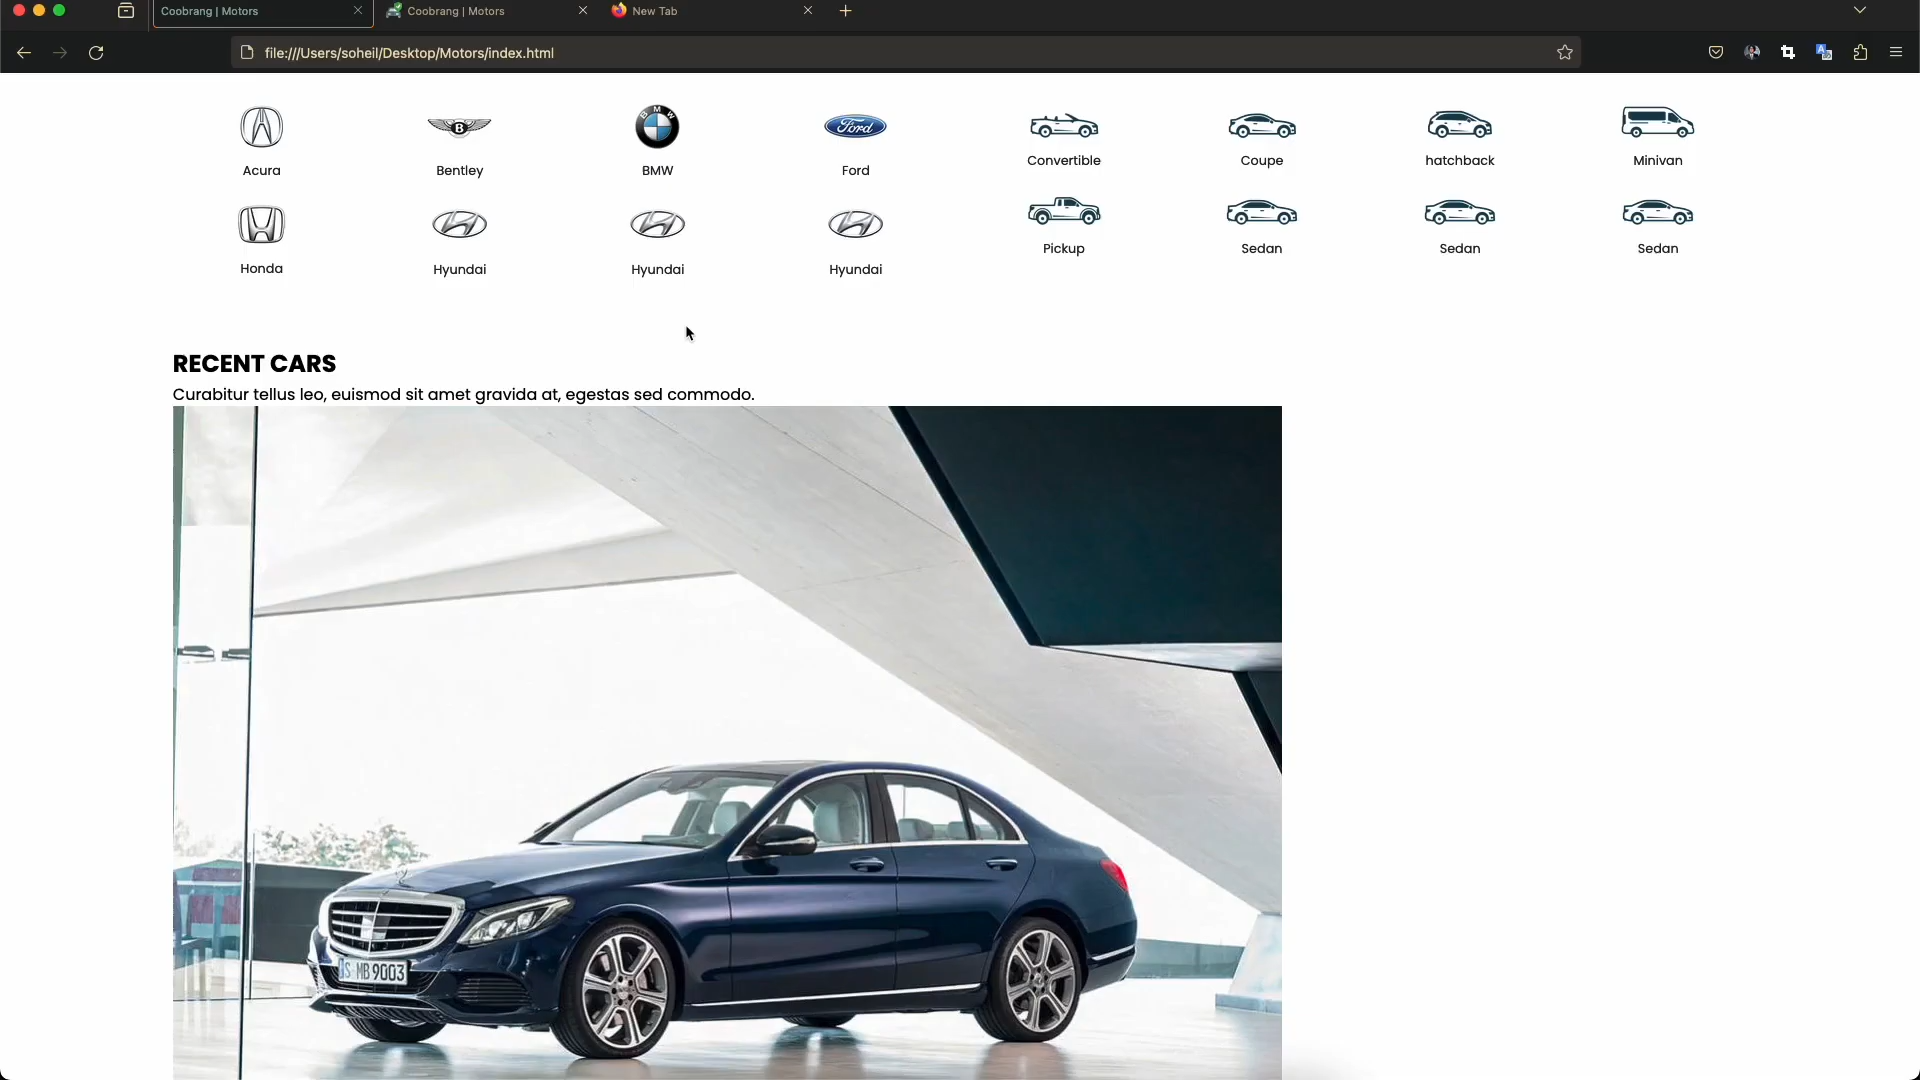 Coobrang | Motors
Coobrang | Motors
New Tab
file:///Users/soheil/Desktop/Motors/index.html
Acura
Bentley
BMW
Ford
Convertible
Coupe
hatchback
Minivan
Honda
Hyundai
Hyundai
Hyundai
Pickup
Sedan
Sedan
Sedan
B
BMW
Ford
RECENT CARS
Curabitur tellus leo, euismod sit amet gravida at, egestas sed commodo.
S MB 9003